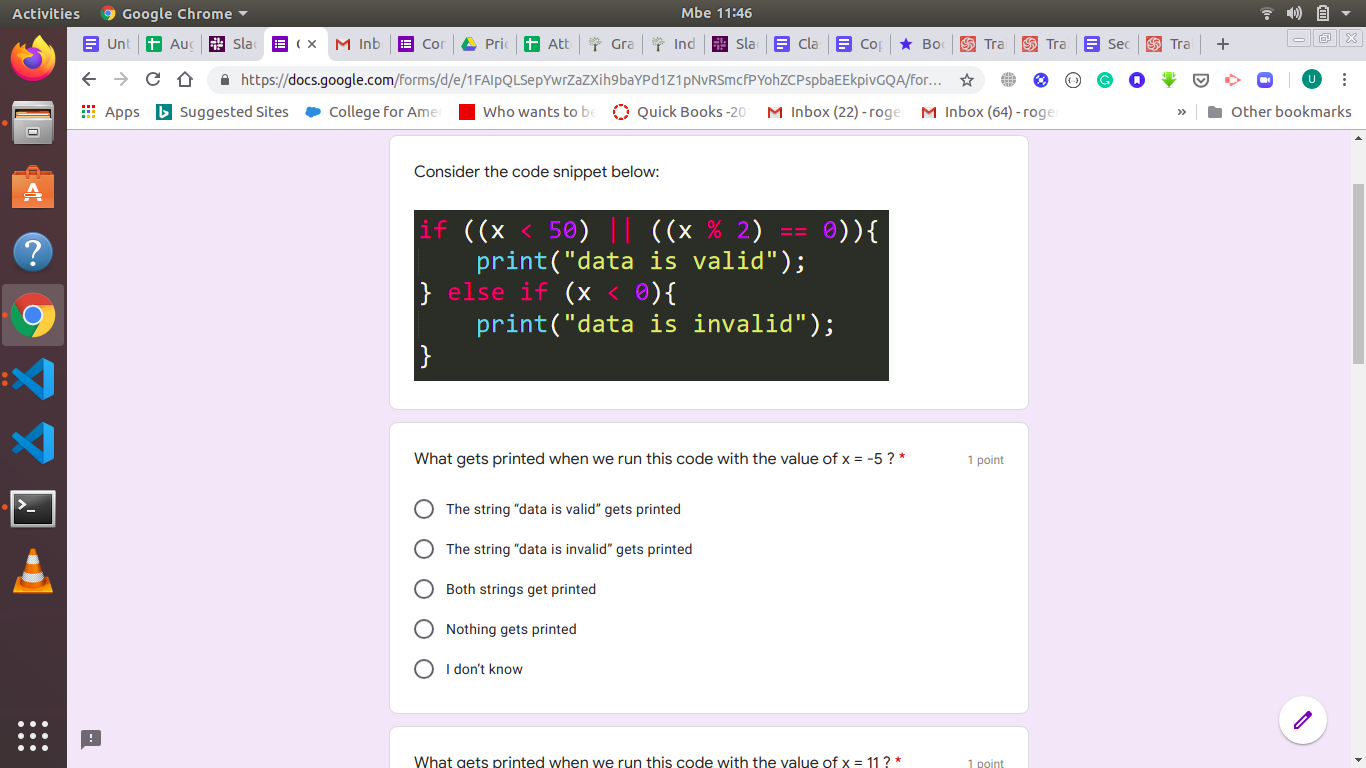 Activities Google Chrome Mbe 11:46
Unt Aug Sla ( Inb Cor Pri Att Gra Ind Sla Cla Cop Bo Tra Tra Sec Tra
https://docs.google.com/forms/d/e/1FAIpQLSepYwrZaZXih9baYPd1Z1pNvRSmcfPYohZCPspbaEEkpivGQA/for... U
Apps Suggested Sites College for Ame Who wants to be Quick Books -20 Inbox (22) - roge Inbox (64) - roge » Other bookmarks
Consider the code snippet below:
if ((x < 50) || ((x % 2) == 0)){
print("data is valid");
} else if (x < 0){
print("data is invalid");
}
What gets printed when we run this code with the value of x = -5 ? *
1 point
The string “data is valid” gets printed
The string “data is invalid” gets printed
Both strings get printed
Nothing gets printed
I don’t know
What gets printed when we run this code with the value of x = 11 ? *
1 point